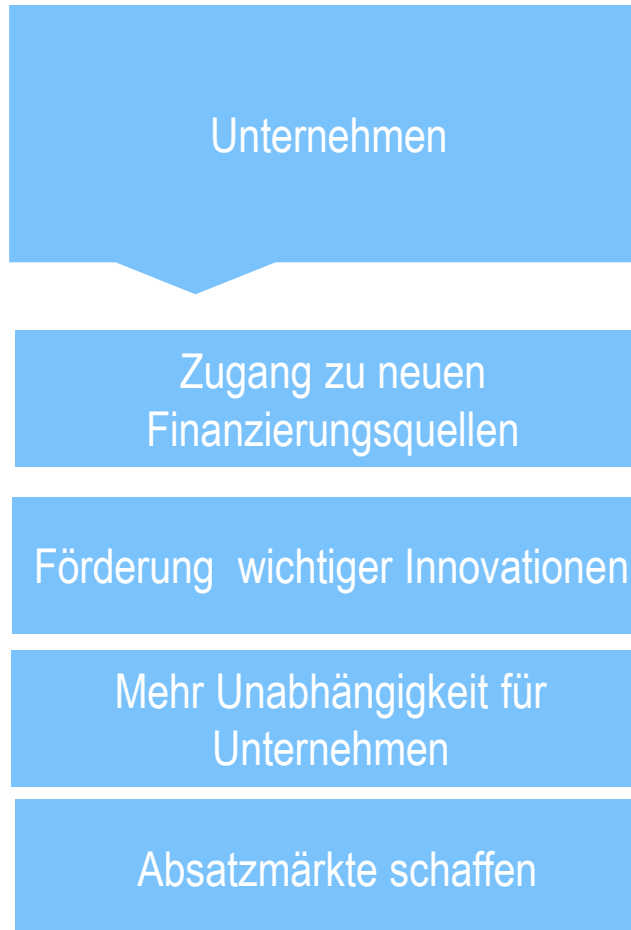 Unternehmen
Zugang zu neuen
Finanzierungsquellen
Förderung  wichtiger Innovationen
Mehr Unabhängigkeit für
Unternehmen
Absatzmärkte schaffen